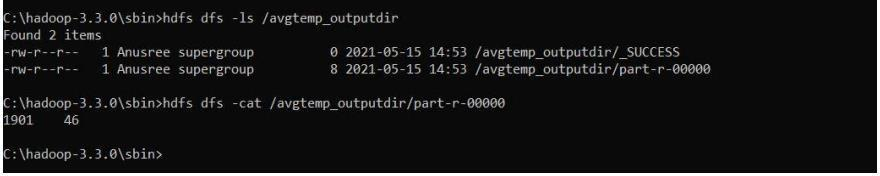 C:\hadoop-3.3.0\sbin>hdfs dfs -ls /avgtemp_outputdir
Found 2 items
-rw-r--r--   1 Anusree supergroup          0 2021-05-15 14:53 /avgtemp_outputdir/_SUCCESS
-rw-r--r--   1 Anusree supergroup          8 2021-05-15 14:53 /avgtemp_outputdir/part-r-00000
C:\hadoop-3.3.0\sbin>hdfs dfs -cat /avgtemp_outputdir/part-r-00000
1901    46
C:\hadoop-3.3.0\sbin>